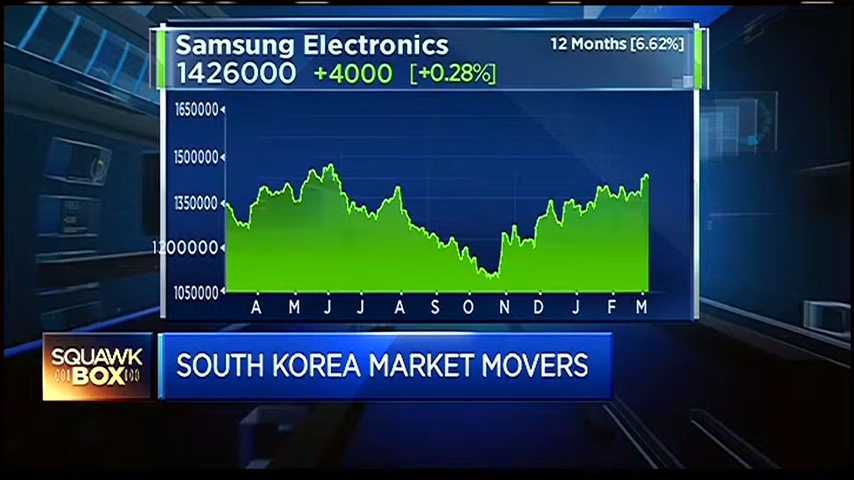 Samsung Electronics
12 Months [6.62%]
1426000 +4000 [+0.28%]
1650000
1500000
1350000
1200000
1050000
A M J J A S O N D J F M
SQUAWK
BOX
SOUTH KOREA MARKET MOVERS